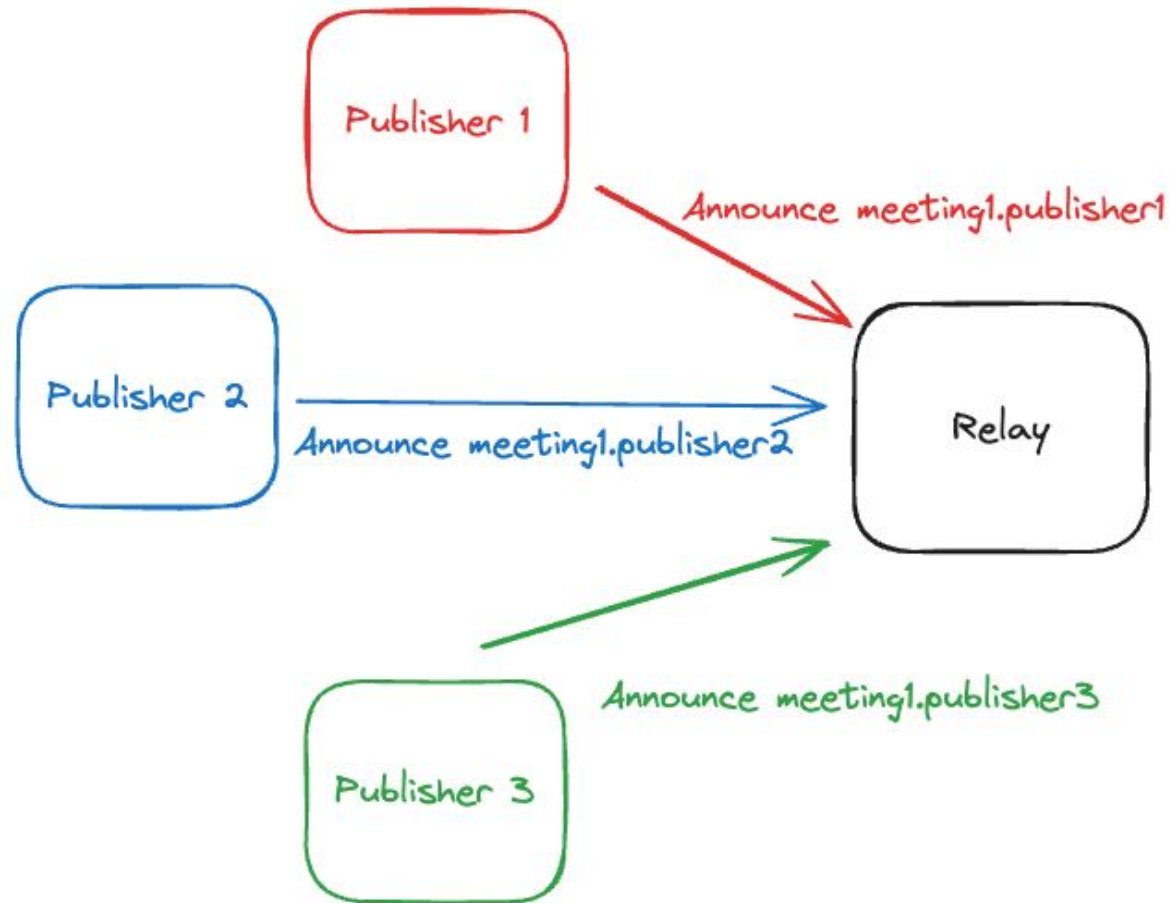 Publisher 1
Announce meeting1.publisher1
Publisher 2
Announce meeting1.publisher2
Relay
Announce meeting1.publisher3
Publisher 3